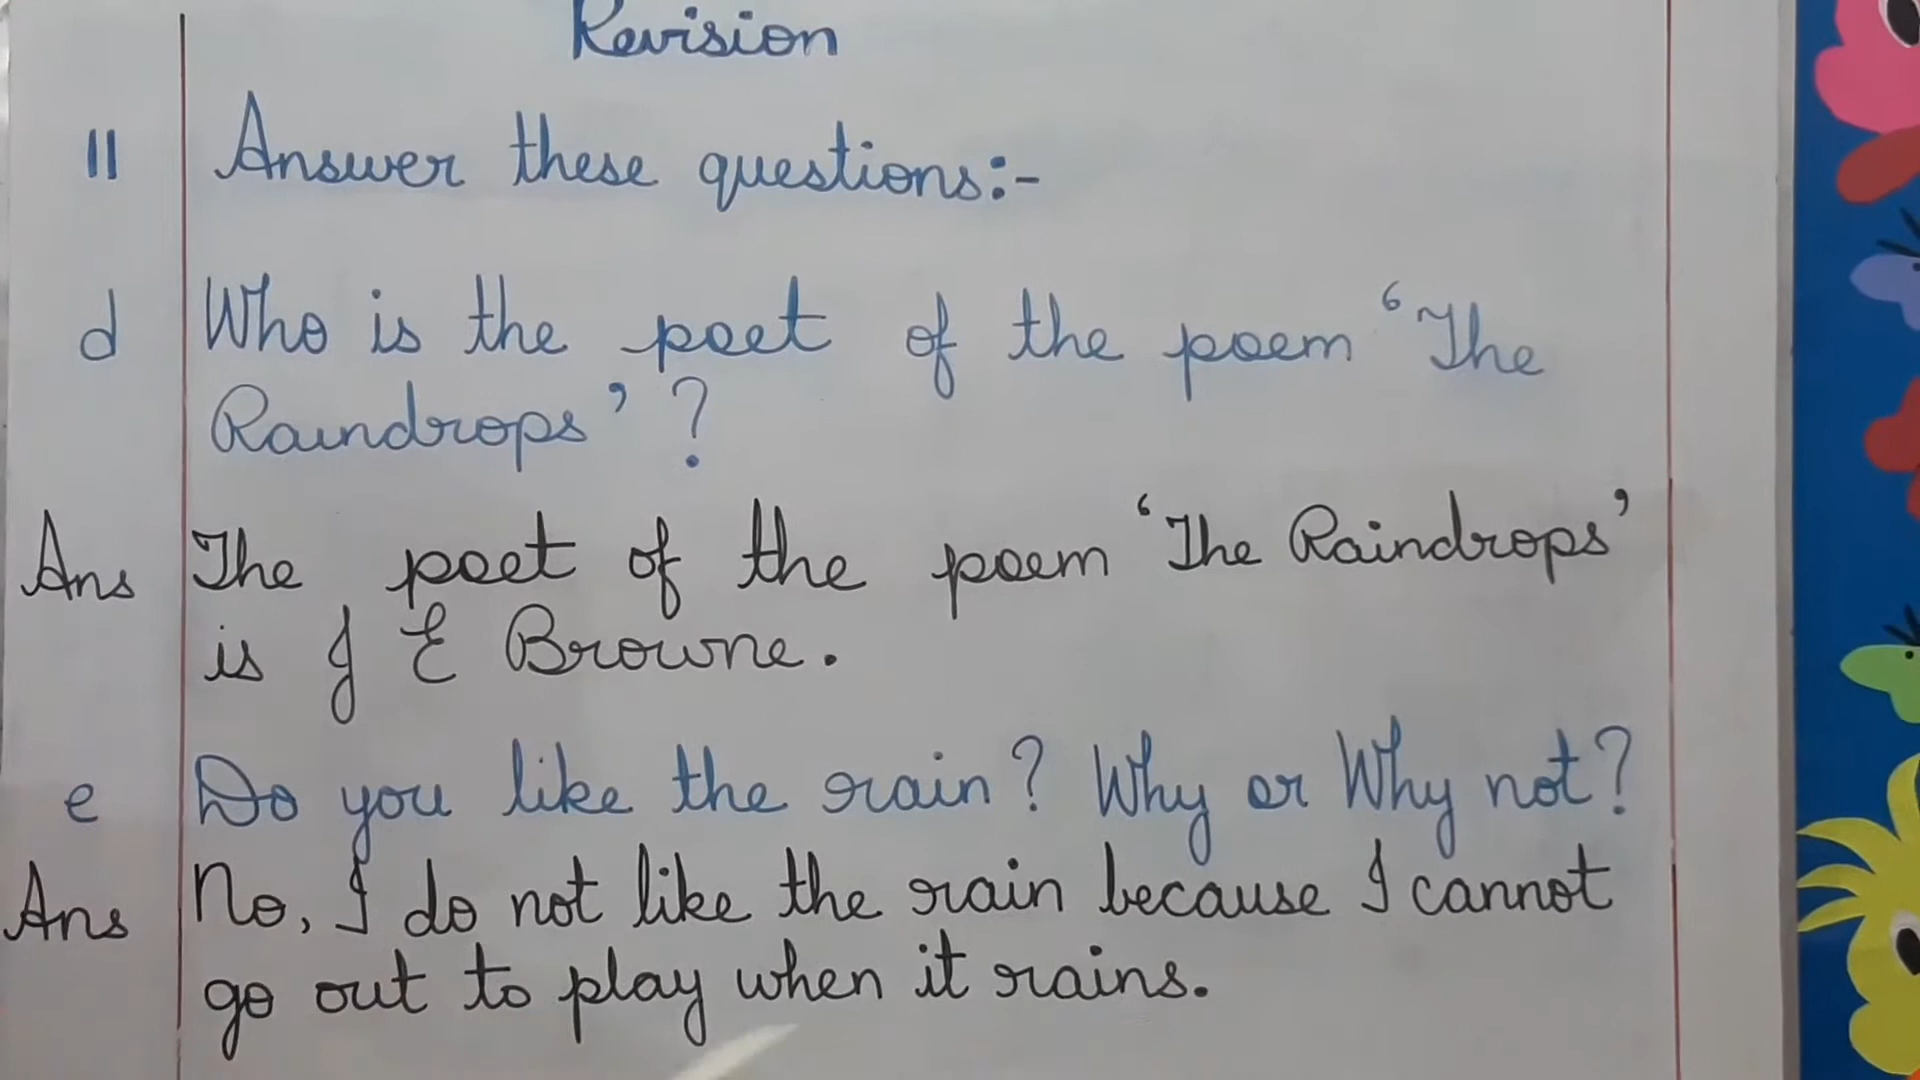 Revision
II Answer these questions:-
d Who is the poet of the poem ‘The
Raindrops’ ?
Ans The poet of the poem ‘The Raindrops’
is J E Browne.
e Do you like the rain? Why or Why not?
Ans No, I do not like the rain because I cannot
go out to play when it rains.